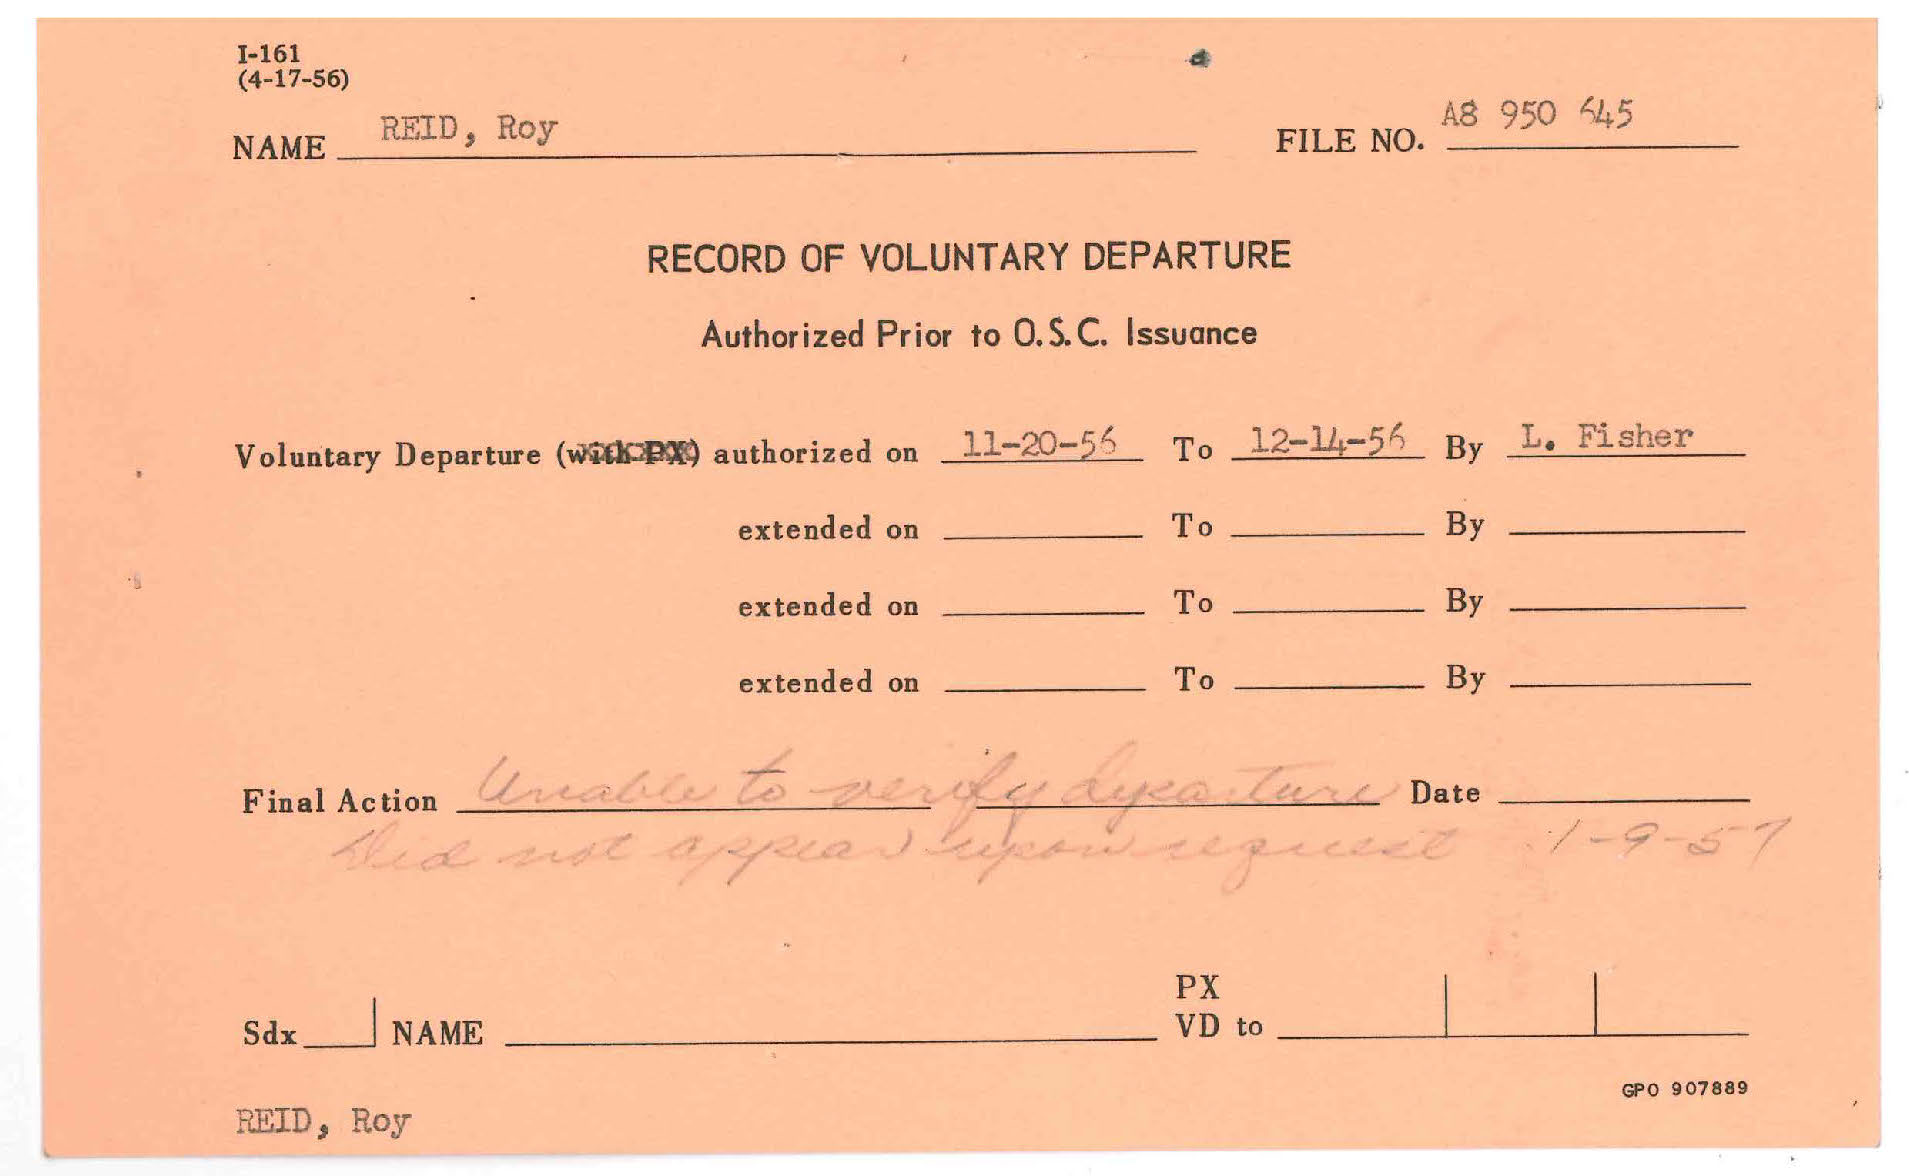 I-161
(4-17-56)
NAME REID, Roy FILE NO. A8 950 645
RECORD OF VOLUNTARY DEPARTURE
Authorized Prior to O.S.C. Issuance
Voluntary Departure (with PX) authorized on 11-20-56 To 12-14-56 By L. Fisher
extended on To By
extended on To By
extended on To By
Final Action Unable to verify departure Date
Did not appear upon request 1-9-57
PX
Sdx NAME VD to
GPO 907889
REID, Roy